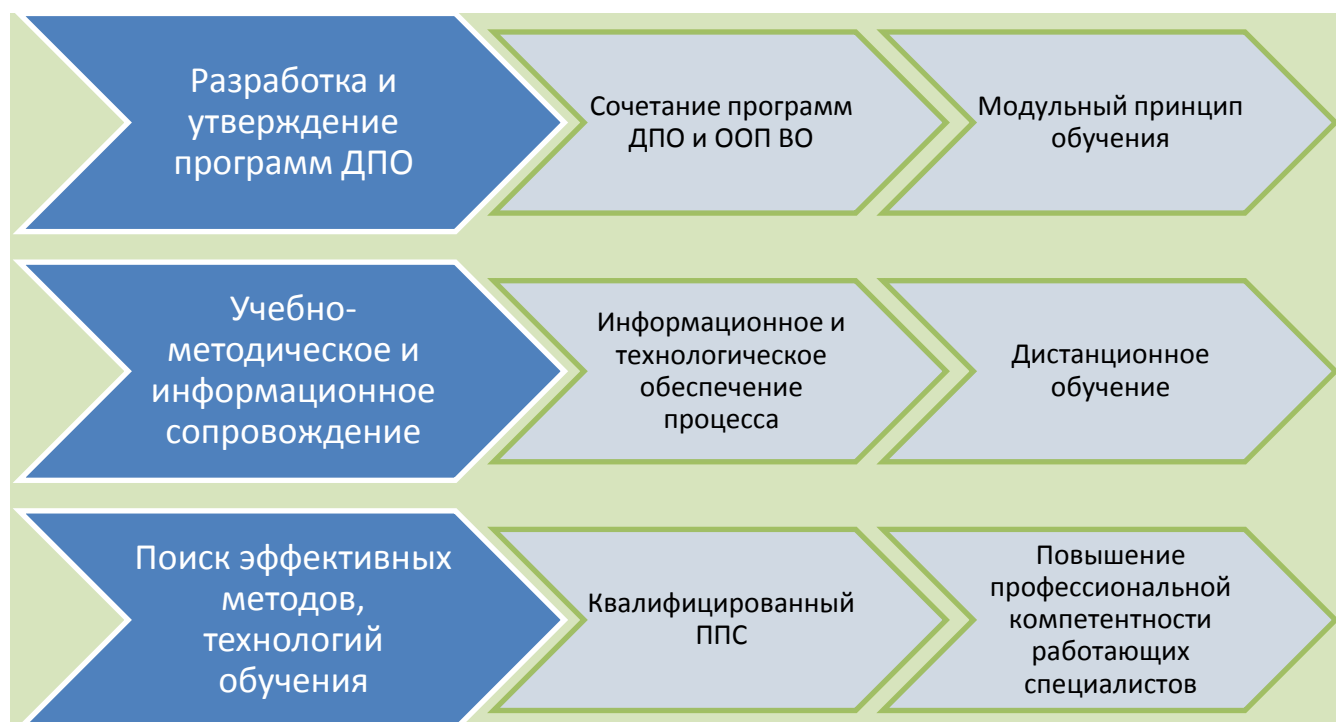 Разработка и
утверждение
программ ДПО
Сочетание программ
ДПО и ООП ВО
Модульный принцип
обучения
Учебно-
методическое и
информационное
сопровождение
Информационное и
технологическое
обеспечение
процесса
Дистанционное
обучение
Поиск эффективных
методов,
технологий
обучения
Квалифицированный
ППС
Повышение
профессиональной
компетентности
работающих
специалистов